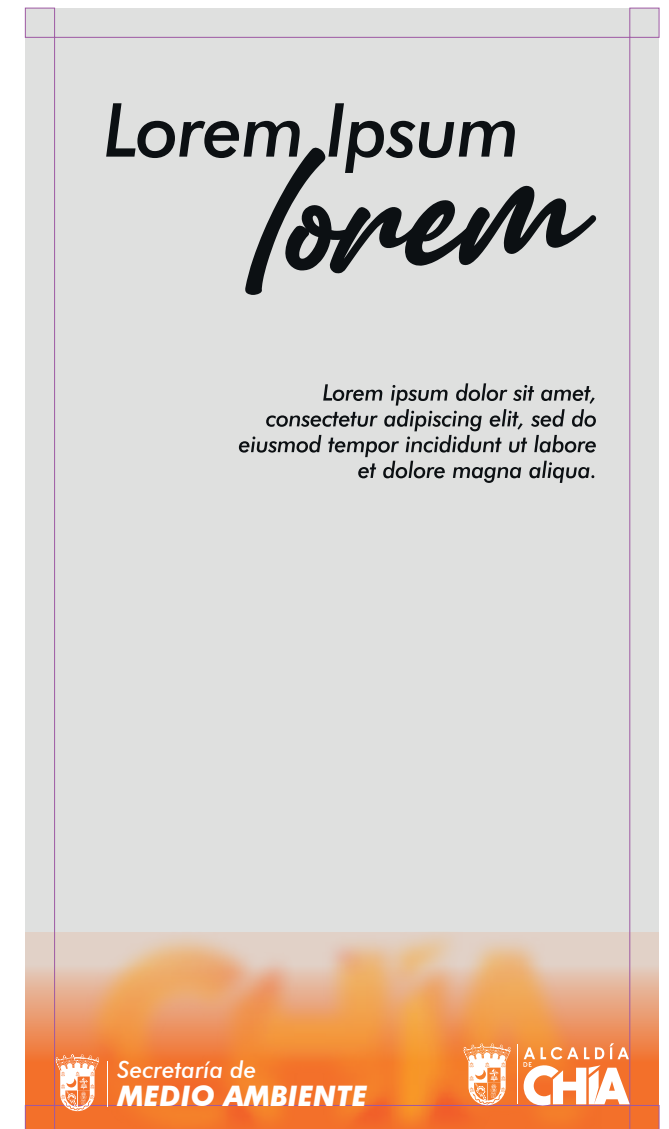 Lorem Ipsum
lorem
Lorem ipsum dolor sit amet,
consectetur adipiscing elit, sed do
eiusmod tempor incididunt ut labore
et dolore magna aliqua.
CHÍA
Secretaría de
MEDIO AMBIENTE
ALCALDÍA
DE
CHÍA